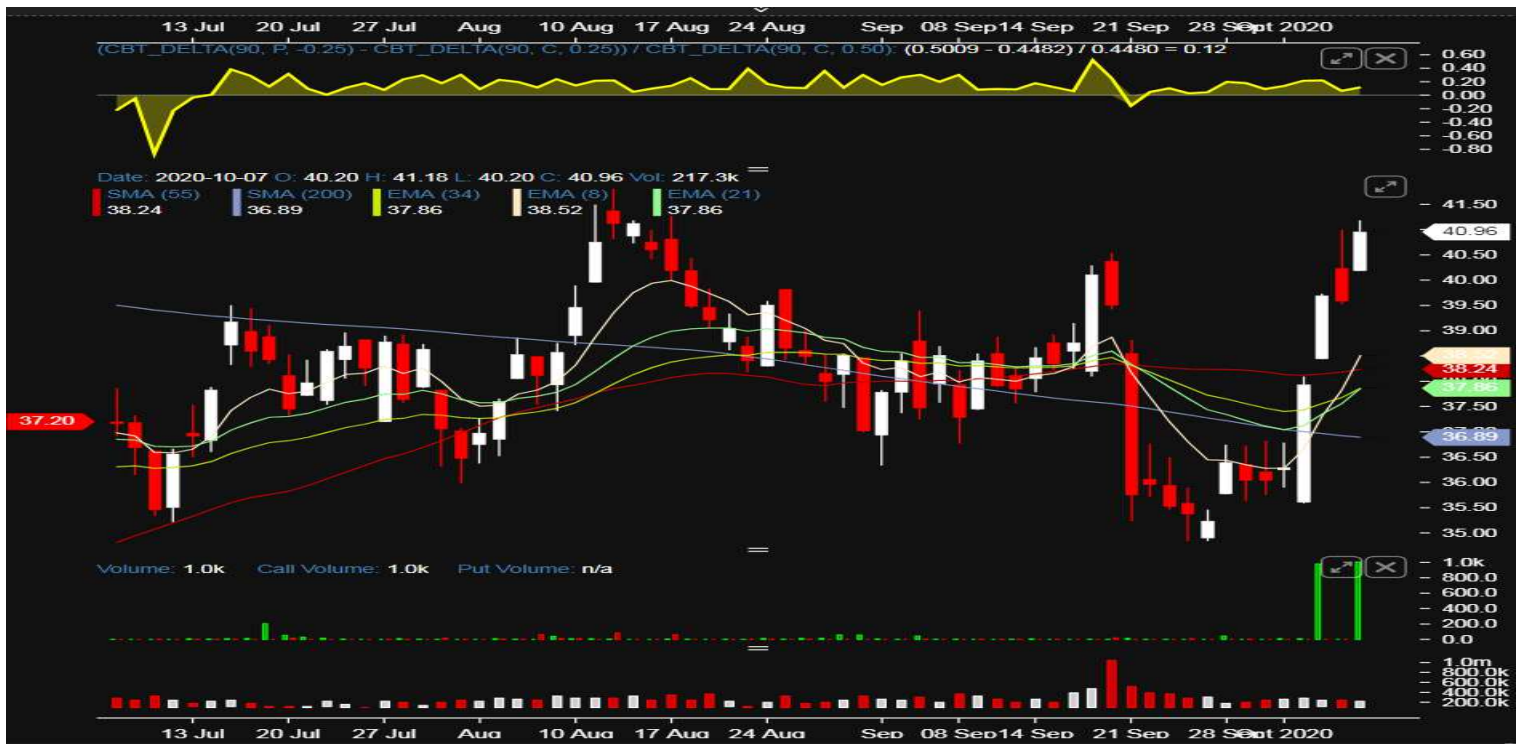 13 Jul 20 Jul 27 Jul Aug 10 Aug 17 Aug 24 Aug Sep 08 Sep 14 Sep 21 Sep 28 Sep Oct 2020
(CBT_DELTA(90, P, -0.25) - CBT_DELTA(90, C, 0.25)) / CBT_DELTA(90, C, 0.50): (0.5009 - 0.4482) / 0.4480 = 0.12
0.60
0.40
0.20
0.00
-0.20
-0.40
-0.60
-0.80
Date: 2020-10-07 O: 40.20 H: 41.18 L: 40.20 C: 40.96 Vol: 217.3k
SMA (55) SMA (200) EMA (34) EMA (8) EMA (21)
38.24 36.89 37.86 38.52 37.86
41.50
40.96
40.50
40.00
39.50
39.00
38.52
38.24
37.86
37.50
37.20
36.89
36.50
36.00
35.50
35.00
Volume: 1.0k Call Volume: 1.0k Put Volume: n/a
1.0k
800.0
600.0
400.0
200.0
0.0
1.0m
800.0k
600.0k
400.0k
200.0k
13 Jul 20 Jul 27 Jul Aug 10 Aug 17 Aug 24 Aug Sep 08 Sep 14 Sep 21 Sep 28 Sep Oct 2020